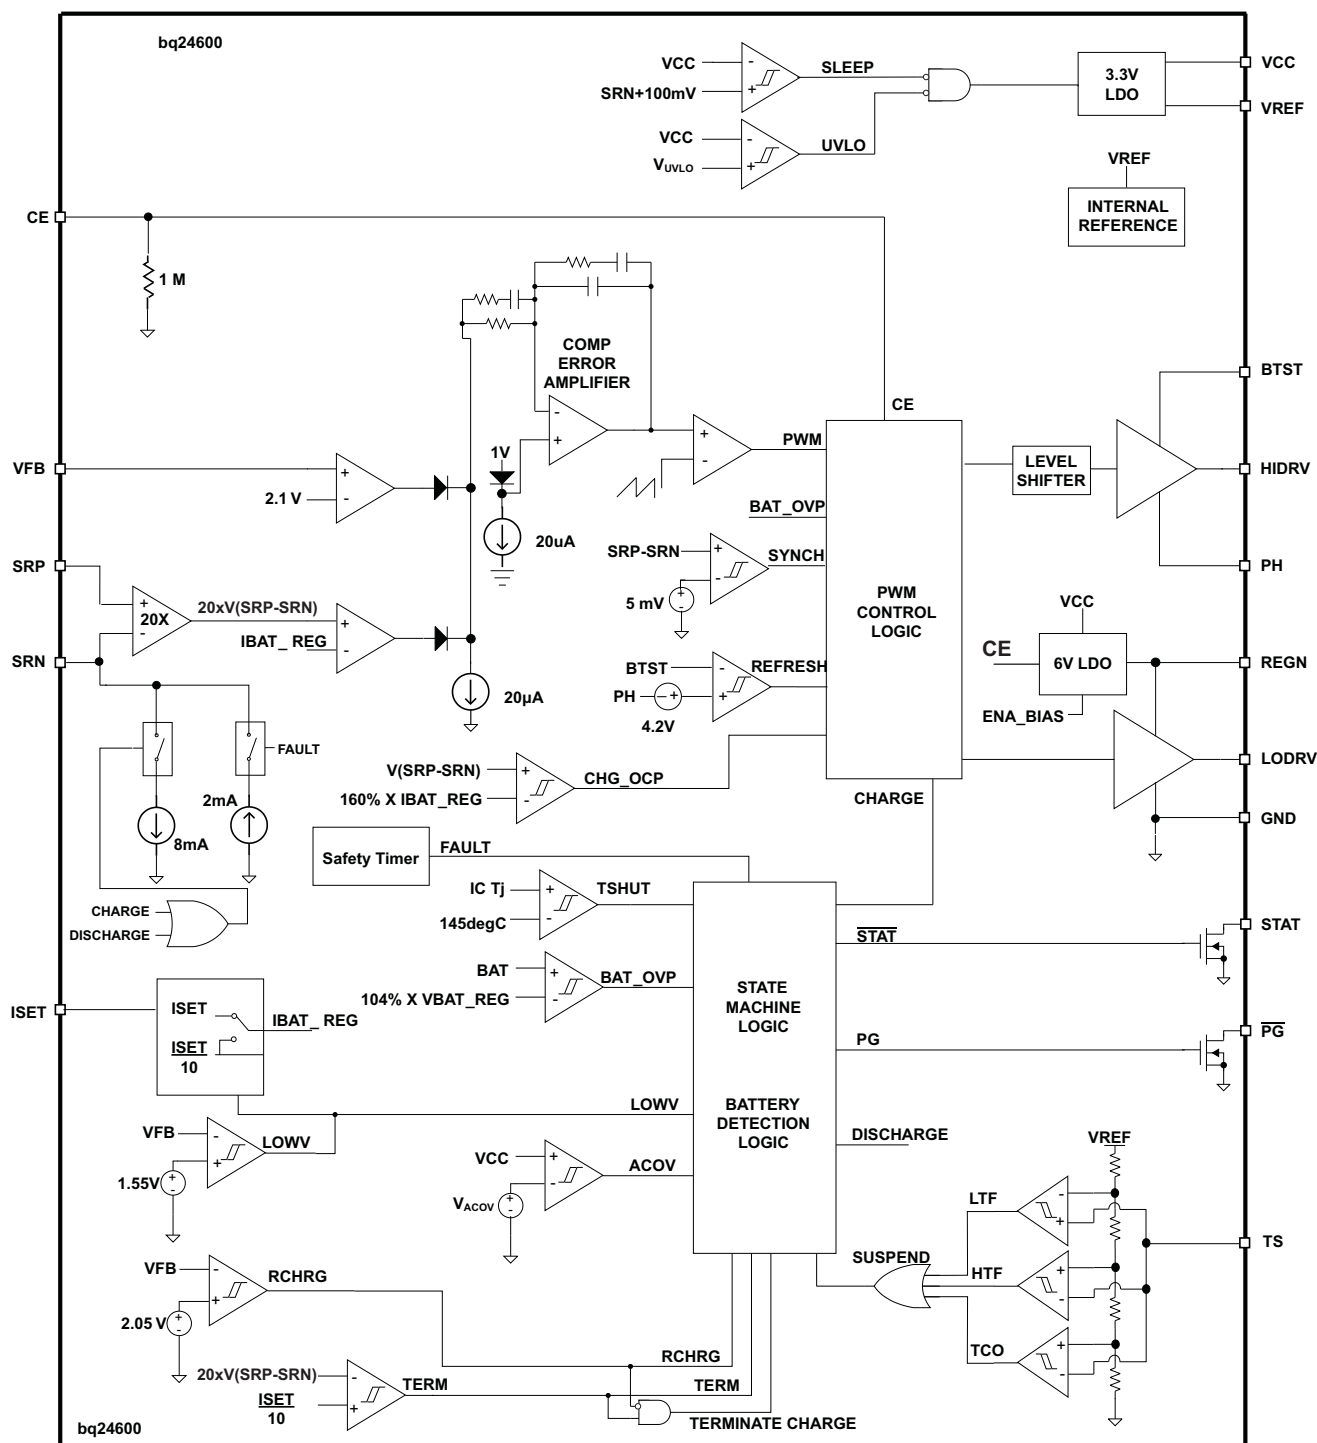 bq24600
VCC
SRN+100mV
SLEEP
VCC
VUVLO
UVLO
3.3V
LDO
VCC
VREF
VREF
INTERNAL
REFERENCE
CE
1 M
COMP
ERROR
AMPLIFIER
CE
BTST
VFB
2.1 V
1V
20uA
PWM
LEVEL
SHIFTER
HIDRV
BAT_OVP
SRP-SRN
SYNCH
5 mV
PWM
CONTROL
LOGIC
PH
SRP
20X
20xV(SRP-SRN)
IBAT_ REG
SRN
20µA
BTST
REFRESH
PH
4.2V
VCC
CE
6V LDO
REGN
ENA_BIAS
FAULT
2mA
8mA
V(SRP-SRN)
CHG_OCP
160% X IBAT_REG
CHARGE
LODRV
GND
Safety Timer
FAULT
IC Tj
TSHUT
145degC
CHARGE
DISCHARGE
STAT
STAT
BAT
BAT_OVP
104% X VBAT_REG
STATE
MACHINE
LOGIC
ISET
ISET
IBAT_ REG
ISET
10
PG
PG
LOWV
BATTERY
DETECTION
LOGIC
VFB
LOWV
1.55V
DISCHARGE
VCC
ACOV
VACOV
VREF
LTF
TS
SUSPEND
HTF
TCO
VFB
RCHRG
2.05 V
RCHRG
20xV(SRP-SRN)
TERM
TERM
ISET
10
TERMINATE CHARGE
bq24600